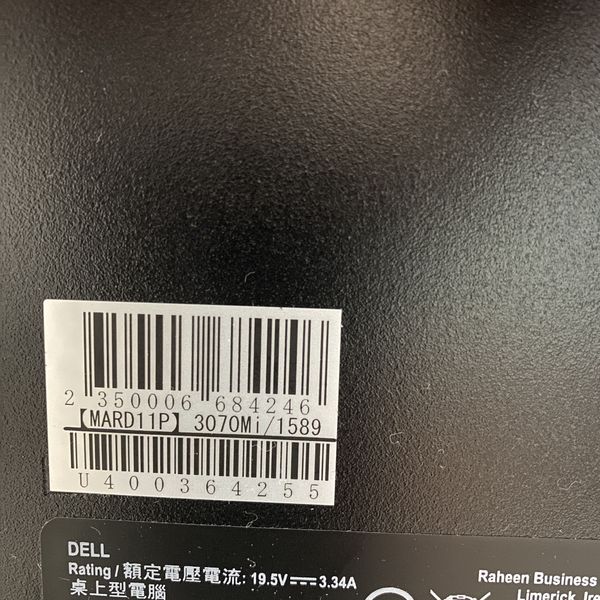 2 350006 684246
【MARD11P】 3070Mi/1589
U400364255
DELL
Rating / 額定電壓電流: 19.5V⎓3.34A
桌上型電腦
Raheen Business
Limerick, Ire